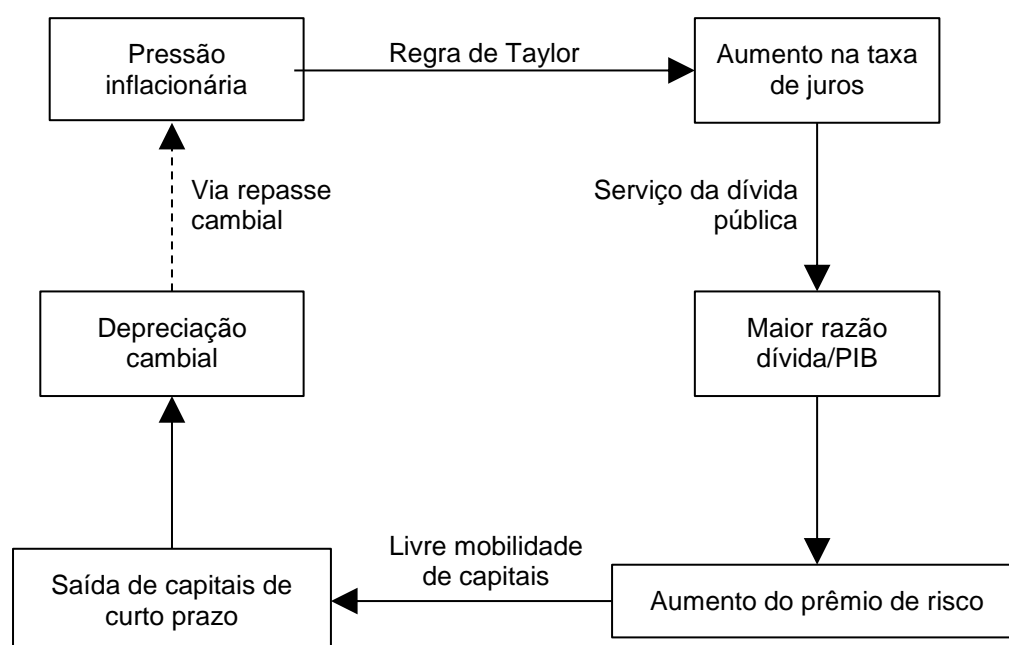 Pressão
inflacionária
Regra de Taylor
Aumento na taxa
de juros
Via repasse
cambial
Serviço da dívida
pública
Depreciação
cambial
Maior razão
dívida/PIB
Livre mobilidade
de capitais
Saída de capitais de
curto prazo
Aumento do prêmio de risco